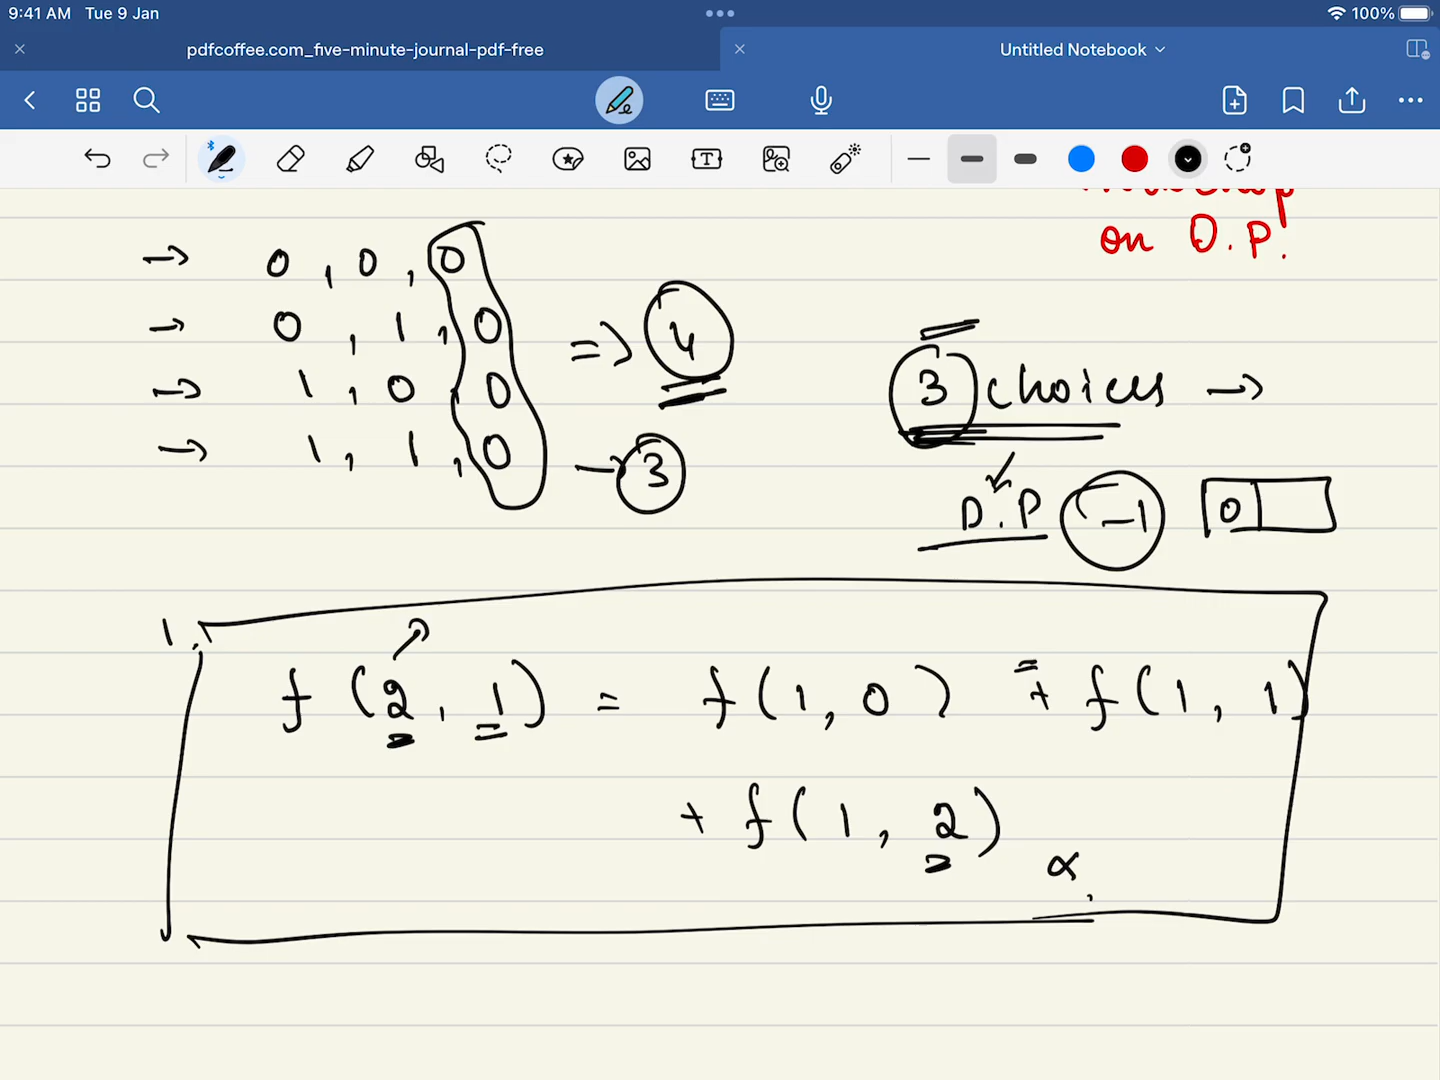 9:41 AM Tue 9 Jan
100%
pdfcoffee.com_five-minute-journal-pdf-free
Untitled Notebook
on D.P.
→ 0, 0, 0
→ 0, 1, 0
=> 4
→ 1, 0, 0
3 choices →
→ 1, 1, 0
→ 3
D.P -1 0
1.
f(2, 1) = f(1, 0) + f(1, 1)
+ f(1, 2)
α